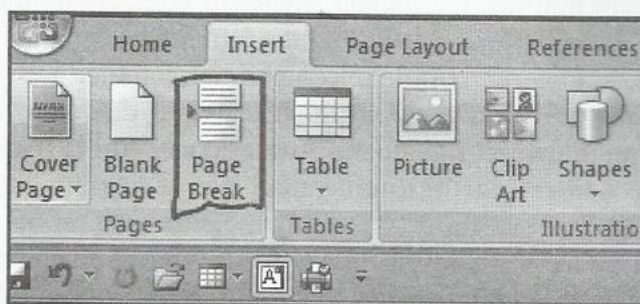 Home Insert Page Layout References
Cover Page Blank Page Page Break Table Picture Clip Art Shapes
Pages Tables Illustratio